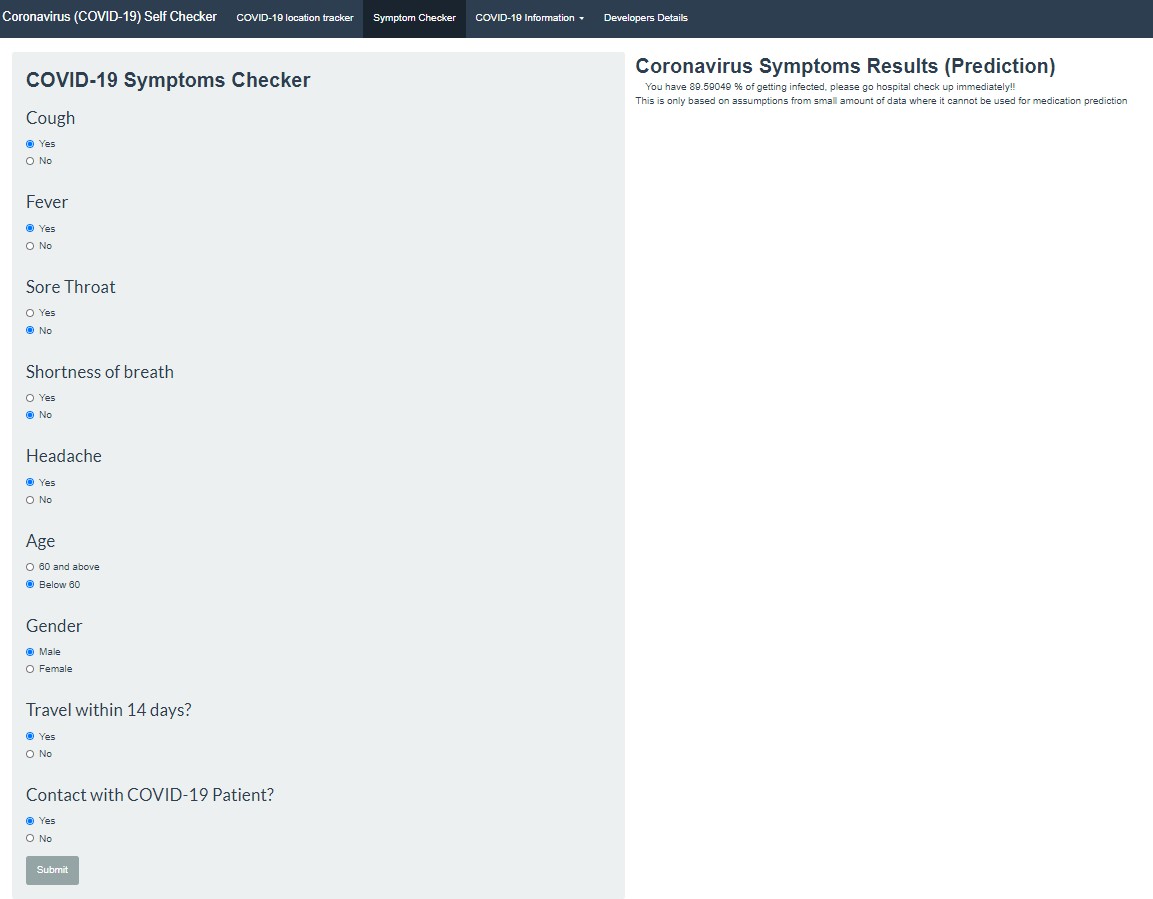 Coronavirus (COVID-19) Self Checker COVID-19 location tracker Symptom Checker COVID-19 Information Developers Details
COVID-19 Symptoms Checker
Cough
Yes
No
Fever
Yes
No
Sore Throat
Yes
No
Shortness of breath
Yes
No
Headache
Yes
No
Age
60 and above
Below 60
Gender
Male
Female
Travel within 14 days?
Yes
No
Contact with COVID-19 Patient?
Yes
No
Submit
Coronavirus Symptoms Results (Prediction)
You have 89.59049 % of getting infected, please go hospital check up immediately!!
This is only based on assumptions from small amount of data where it cannot be used for medication prediction